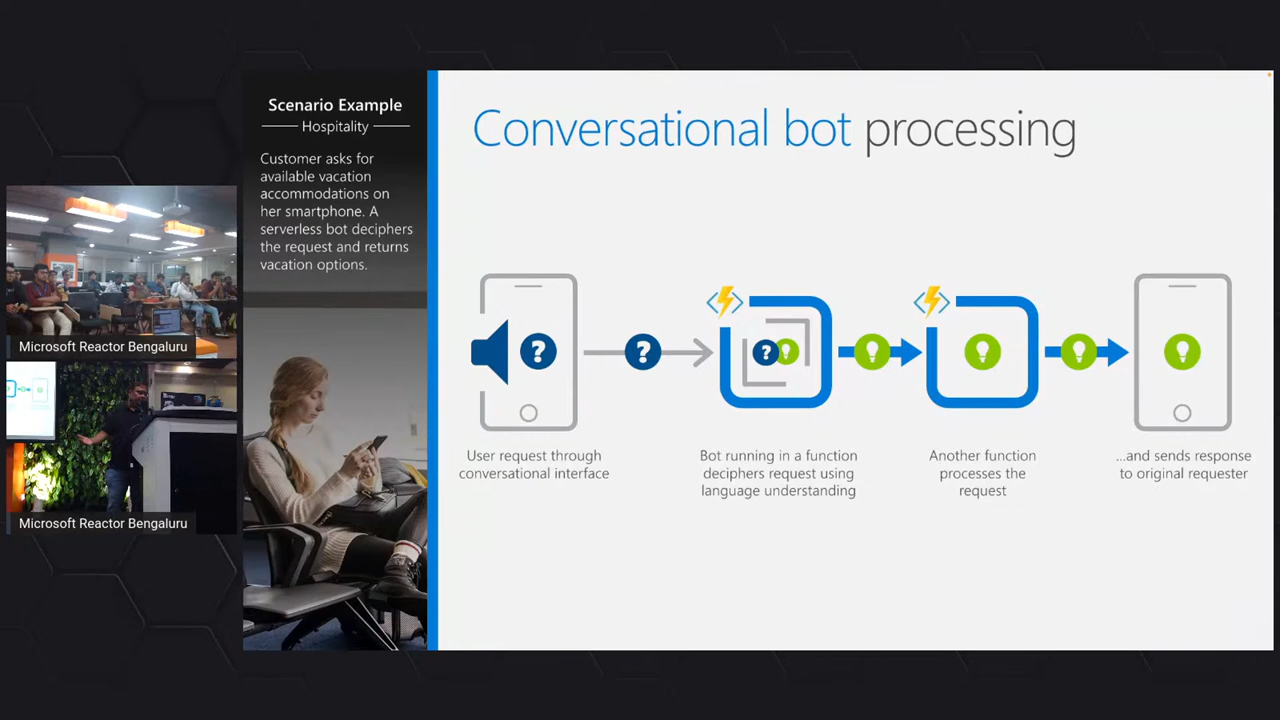 Scenario Example
Hospitality
Customer asks for
available vacation
accommodations on
her smartphone. A
serverless bot deciphers
the request and returns
vacation options.
Microsoft Reactor Bengaluru
Microsoft Reactor Bengaluru
Conversational bot processing
?
?
?
User request through
conversational interface
Bot running in a function
deciphers request using
language understanding
Another function
processes the
request
...and sends response
to original requester